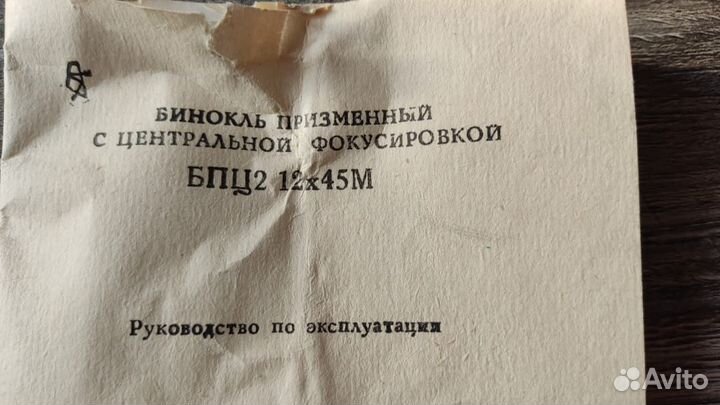 БИНОКЛЬ ПРИЗМЕННЫЙ
С ЦЕНТРАЛЬНОЙ ФОКУСИРОВКОЙ
БПЦ2 12х45М
Руководство по эксплуатации
Avito